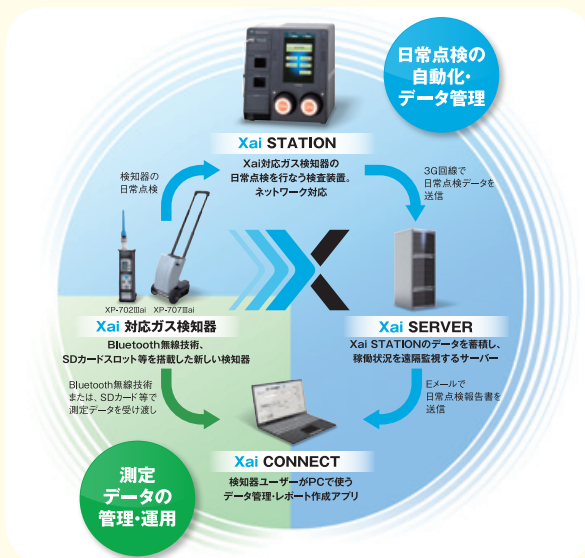 日常点検の
自動化・
データ管理
Xai STATION
Xai対応ガス検知器の
日常点検を行なう検査装置。
ネットワーク対応
検知器の
日常点検
3G回線で
日常点検データを
送信
XP-702Ⅲai XP-707Ⅲai
Xai 対応ガス検知器
Bluetooth無線技術、
SDカードスロット等を搭載した新しい検知器
Xai SERVER
Xai STATIONのデータを蓄積し、
稼働状況を遠隔監視するサーバー
Bluetooth無線技術
または、SDカード等で
測定データを受け渡し
Eメールで
日常点検報告書を
送信
Xai CONNECT
検知器ユーザーがPCで使う
データ管理・レポート作成アプリ
測定
データの
管理・運用